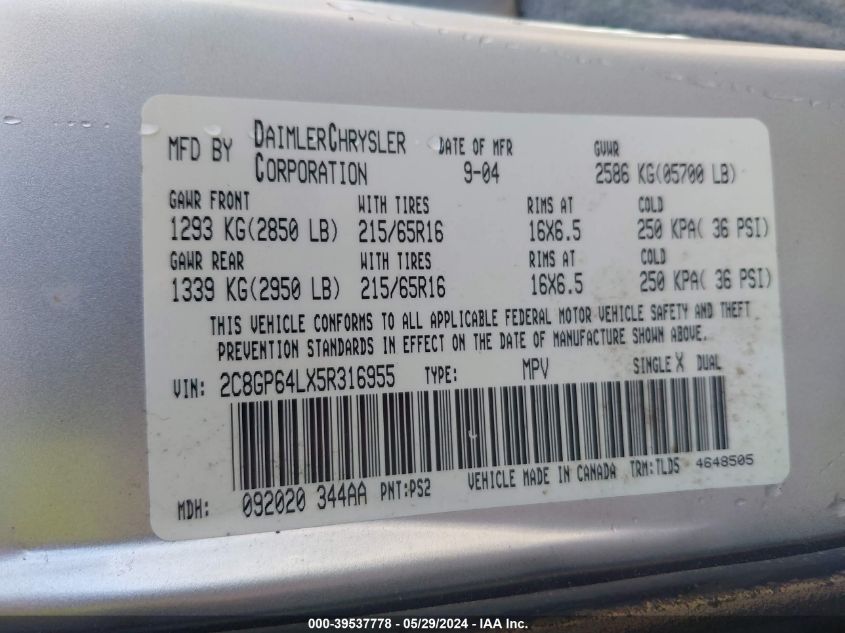 MFD BY DAIMLERCHRYSLER CORPORATION DATE OF MFR 9-04 GVWR 2586 KG(05700 LB)
GAWR FRONT WITH TIRES RIMS AT COLD
1293 KG(2850 LB) 215/65R16 16X6.5 250 KPA( 36 PSI)
GAWR REAR WITH TIRES RIMS AT COLD
1339 KG(2950 LB) 215/65R16 16X6.5 250 KPA( 36 PSI)
THIS VEHICLE CONFORMS TO ALL APPLICABLE FEDERAL MOTOR VEHICLE SAFETY AND THEFT
PREVENTION STANDARDS IN EFFECT ON THE DATE OF MANUFACTURE SHOWN ABOVE.
VIN: 2C8GP64LX5R316955 TYPE: MPV SINGLE X DUAL
MDH: 092020 344AA PNT:PS2 VEHICLE MADE IN CANADA TRM:TLD5 4648505
000-39537778 - 05/29/2024 - IAA Inc.